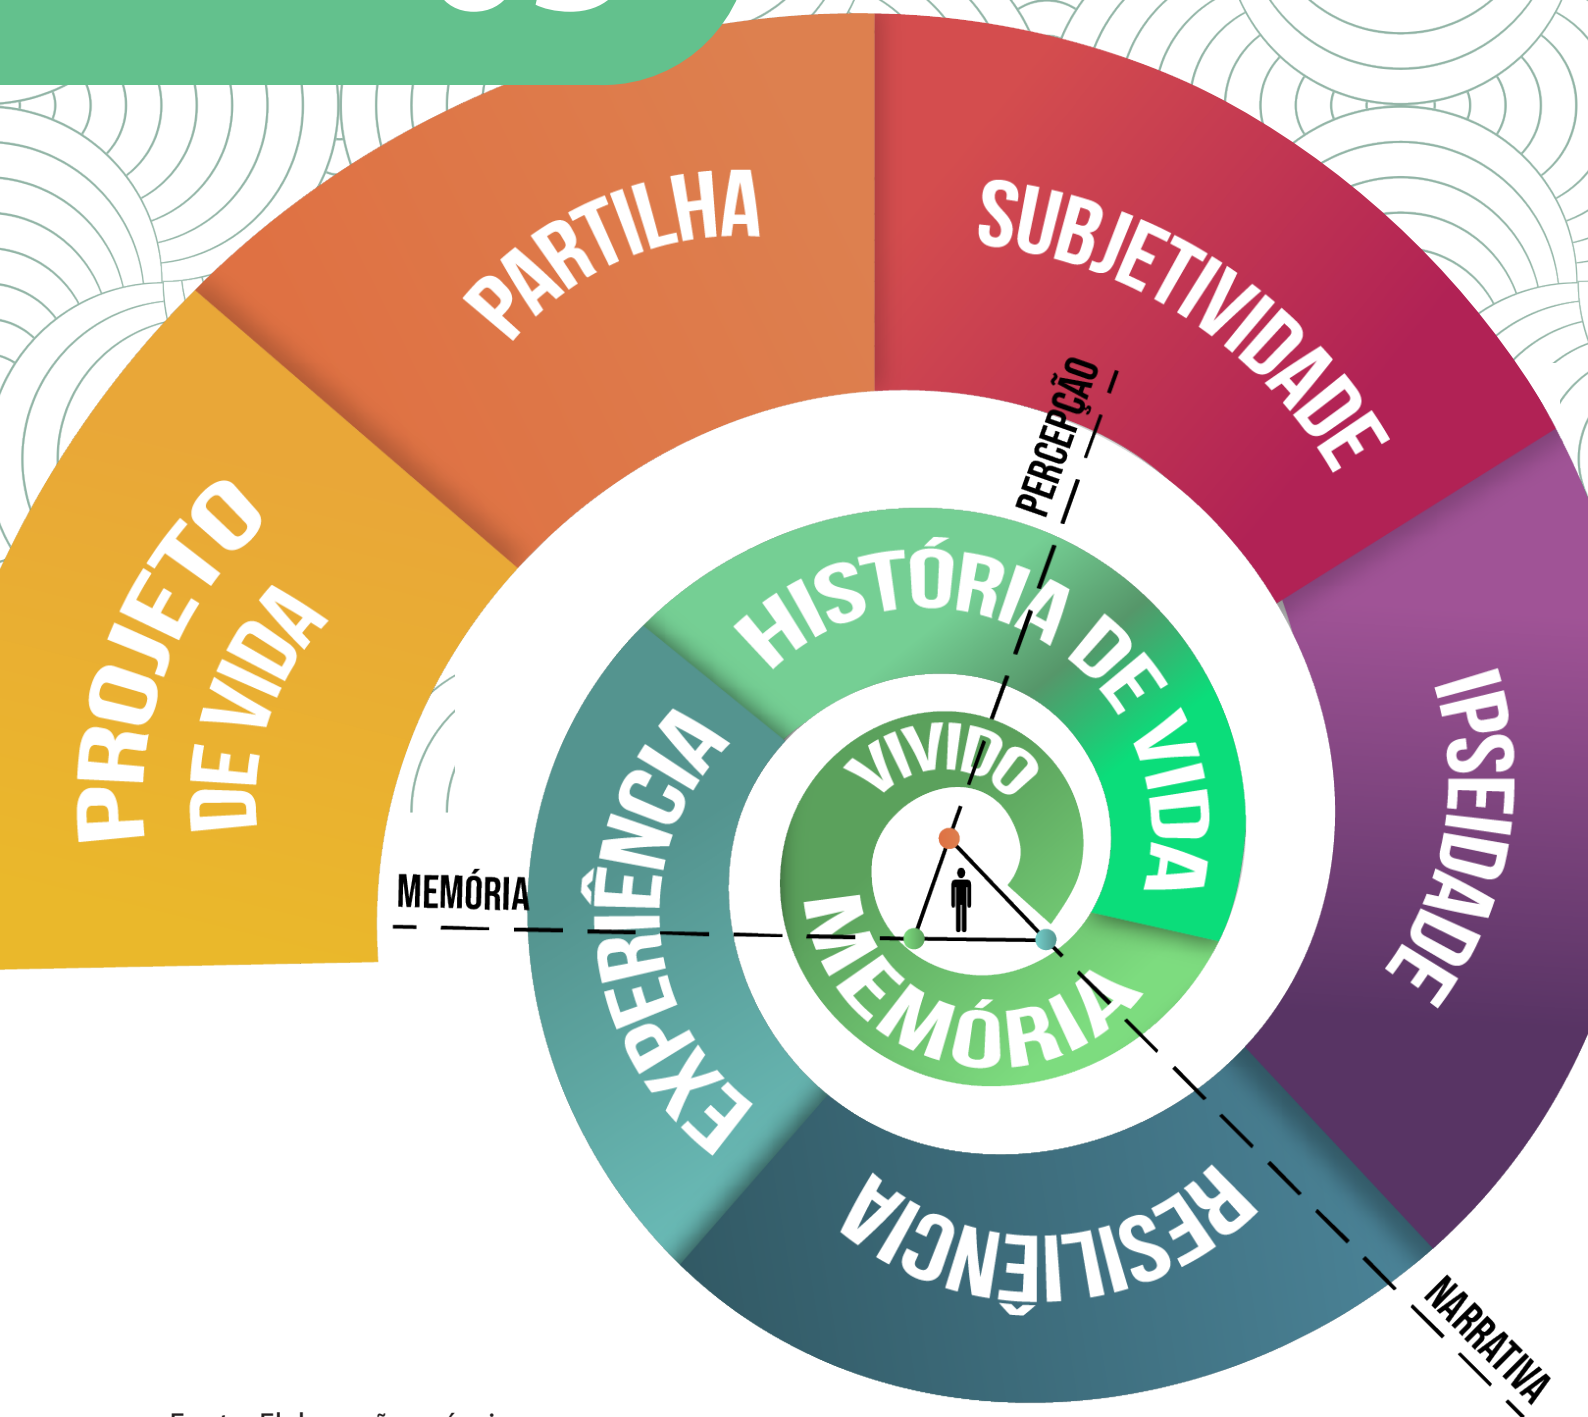 PARTILHA
SUBJETIVIDADE
PERCEPÇÃO
PROJETO
DE VIDA
HISTÓRIA DE VIDA
IPSEIDADE
EXPERIÊNCIA
VIVIDO
MEMÓRIA
MEMÓRIA
RESILIÊNCIA
NARRATIVA